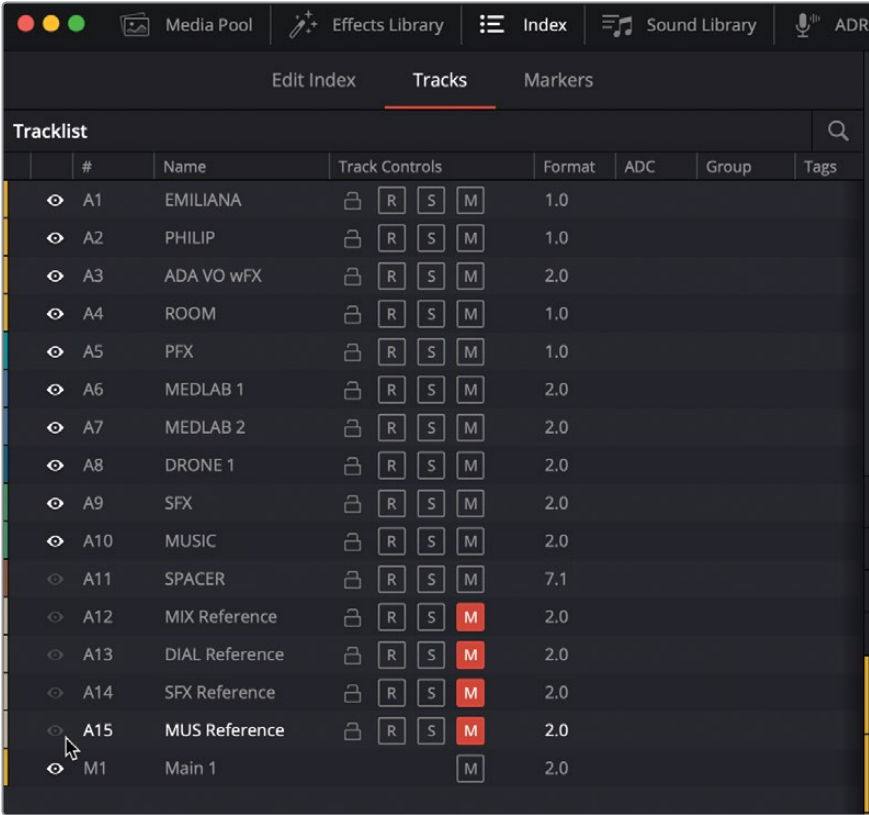 Media Pool Effects Library Index Sound Library ADR
Edit Index Tracks Markers
Tracklist
# Name Track Controls Format ADC Group Tags
A1 EMILIANA R S M 1.0
A2 PHILIP R S M 1.0
A3 ADA VO wFX R S M 2.0
A4 ROOM R S M 1.0
A5 PFX R S M 1.0
A6 MEDLAB 1 R S M 2.0
A7 MEDLAB 2 R S M 2.0
A8 DRONE 1 R S M 2.0
A9 SFX R S M 2.0
A10 MUSIC R S M 2.0
A11 SPACER R S M 7.1
A12 MIX Reference R S M 2.0
A13 DIAL Reference R S M 2.0
A14 SFX Reference R S M 2.0
A15 MUS Reference R S M 2.0
M1 Main 1 M 2.0